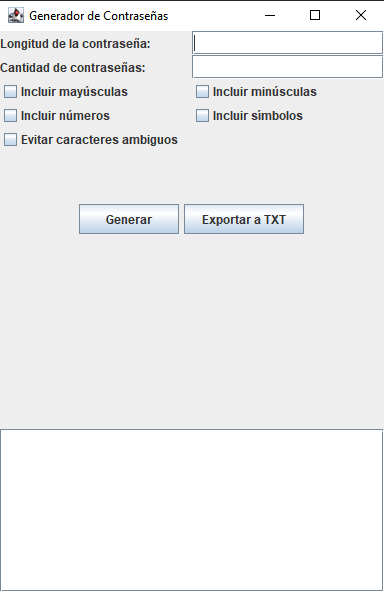 Generador de Contraseñas
Longitud de la contraseña:
Cantidad de contraseñas:
Incluir mayúsculas Incluir minúsculas
Incluir números Incluir símbolos
Evitar caracteres ambiguos
Generar Exportar a TXT